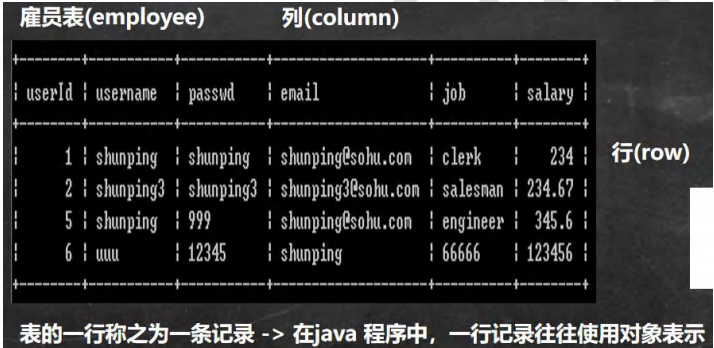 雇员表(employee) 列(column)
| userId | username | passwd | email | job | salary |
| 1 | shunping | shunping | shunping@sohu.com | clerk | 234 |
行(row)
| 2 | shunping3 | shunping3 | shunping3@sohu.com | salesman | 234.67 |
| 5 | shunping | 999 | shunping@sohu.com | engineer | 345.6 |
| 6 | uuu | 12345 | shunping | 66666 | 123456 |
表的一行称之为一条记录 -> 在java 程序中，一行记录往往使用对象表示